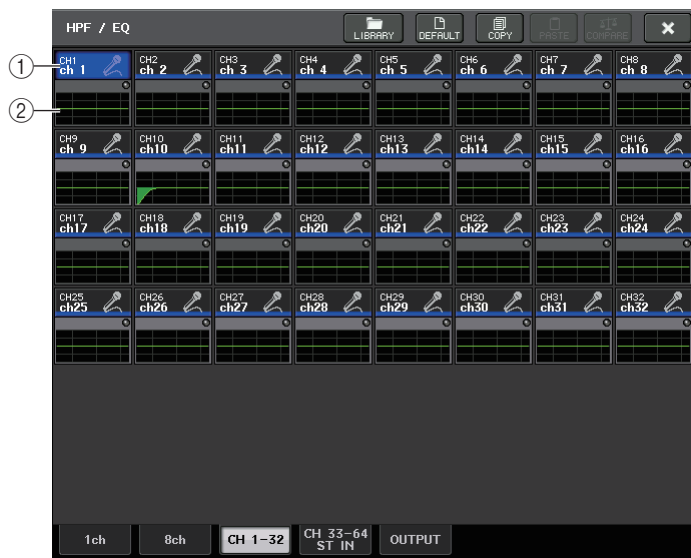 HPF / EQ
LIBRARY DEFAULT COPY PASTE COMPARE
1 CH1 CH2 CH3 CH4 CH5 CH6 CH7 CH8
ch 1 ch 2 ch 3 ch 4 ch 5 ch 6 ch 7 ch 8
2
CH9 CH10 CH11 CH12 CH13 CH14 CH15 CH16
ch 9 ch10 ch11 ch12 ch13 ch14 ch15 ch16
CH17 CH18 CH19 CH20 CH21 CH22 CH23 CH24
ch17 ch18 ch19 ch20 ch21 ch22 ch23 ch24
CH25 CH26 CH27 CH28 CH29 CH30 CH31 CH32
ch25 ch26 ch27 ch28 ch29 ch30 ch31 ch32
1ch 8ch CH 1-32 CH 33-64 OUTPUT
ST IN